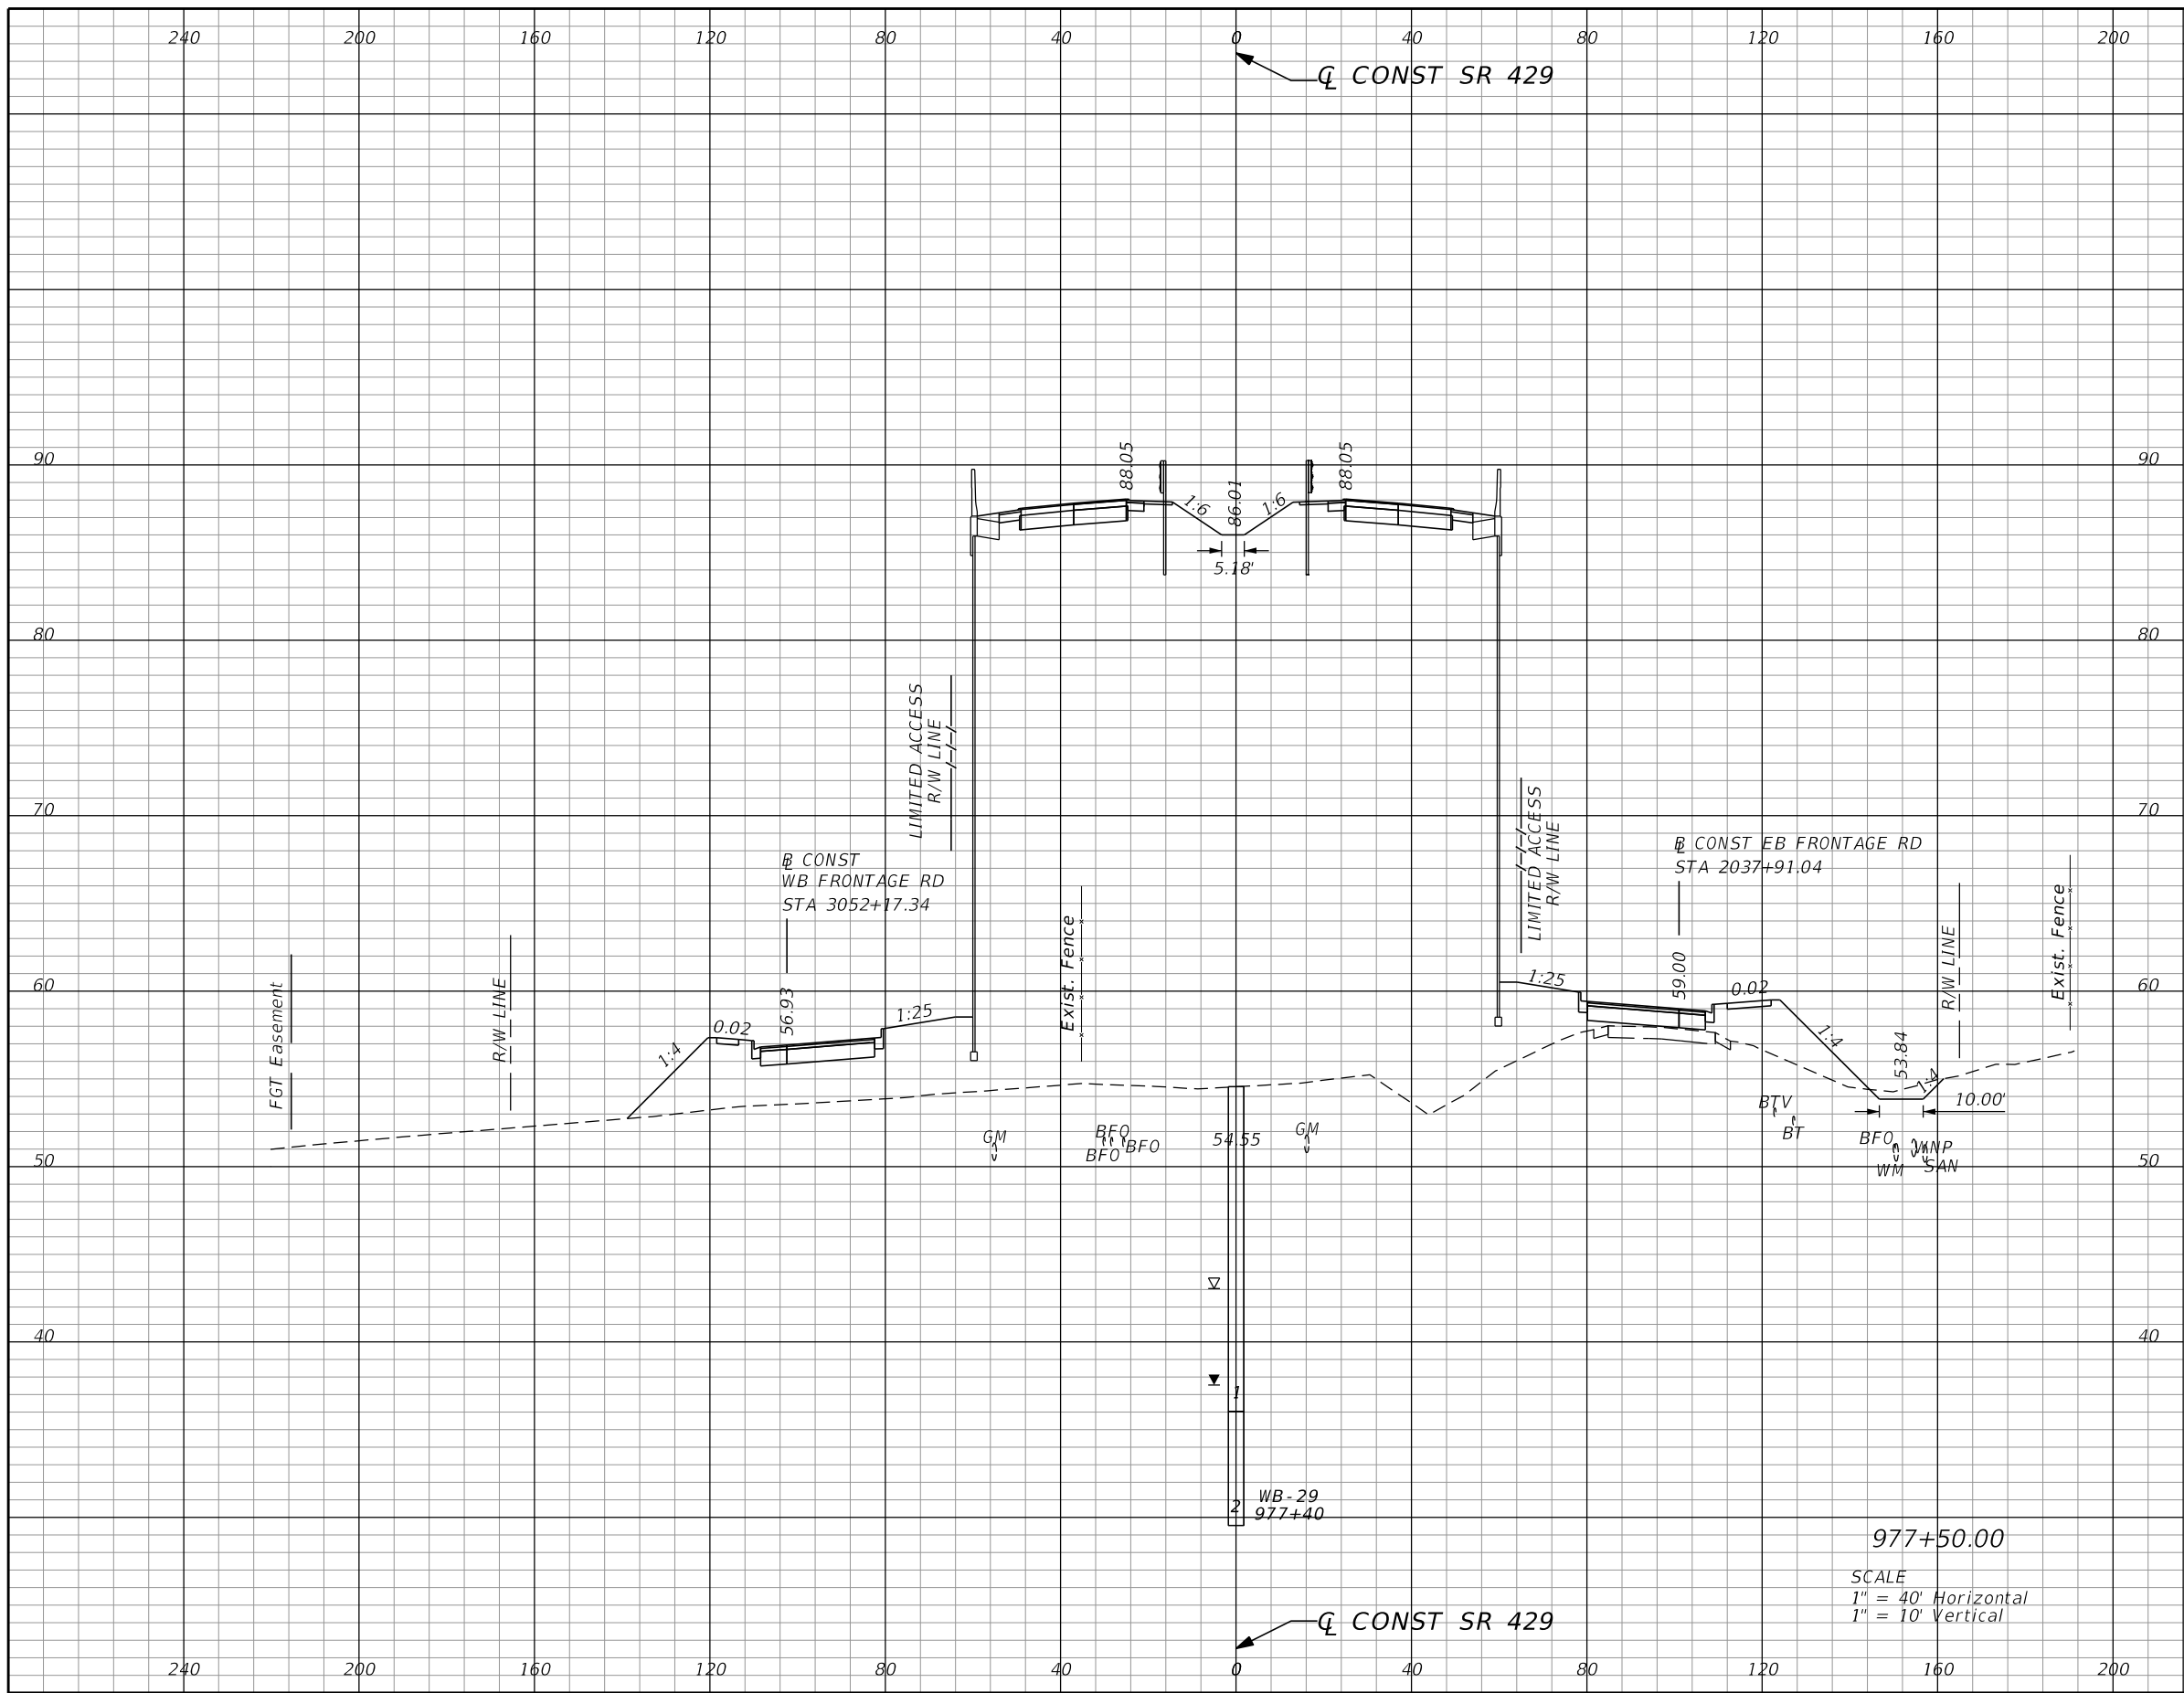 240 200 160 120 80 40 0 40 80 120 160 200
℄ CONST SR 429
90 88.05 88.05 90
1:6 86.01 1:6
5.18'
80 80
LIMITED ACCESS
R/W LINE
70 70
LIMITED ACCESS
R/W LINE
B̲L CONST
WB FRONTAGE RD
STA 3052+17.34
B̲L CONST EB FRONTAGE RD
STA 2037+91.04
Exist. Fence
Exist. Fence
FGT Easement
R/W LINE
R/W LINE
60 60
1:4 0.02 56.93 1:25
1:25 59.00 0.02 1:4 53.84 1:4
10.00'
GM BFO BFO BFO 54.55 GM
BTV BT BFO WM WNP SAN
50 50
40 40
1
2 WB-29
977+40
977+50.00
SCALE
1" = 40' Horizontal
1" = 10' Vertical
℄ CONST SR 429
240 200 160 120 80 40 0 40 80 120 160 200